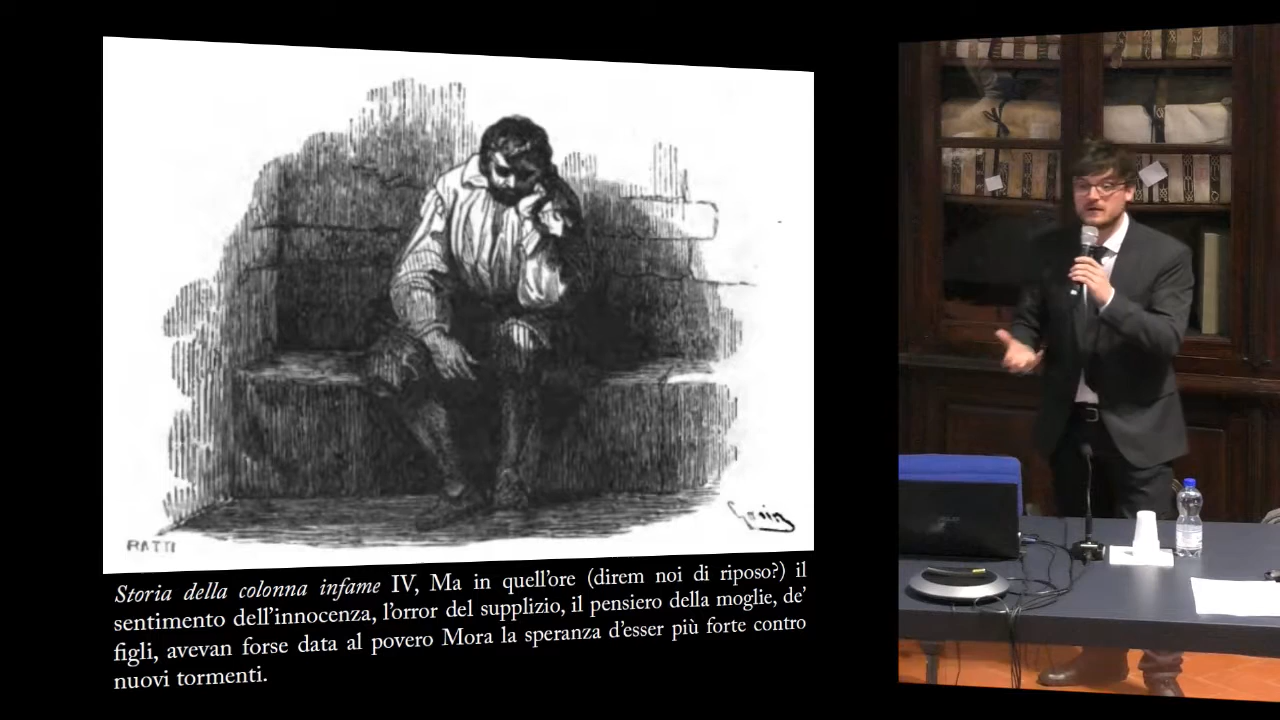 RATTI
Gonin
Storia della colonna infame IV, Ma in quell'ore (direm noi di riposo?) il
sentimento dell'innocenza, l'orror del supplizio, il pensiero della moglie, de'
figli, avevan forse data al povero Mora la speranza d'esser più forte contro
nuovi tormenti.